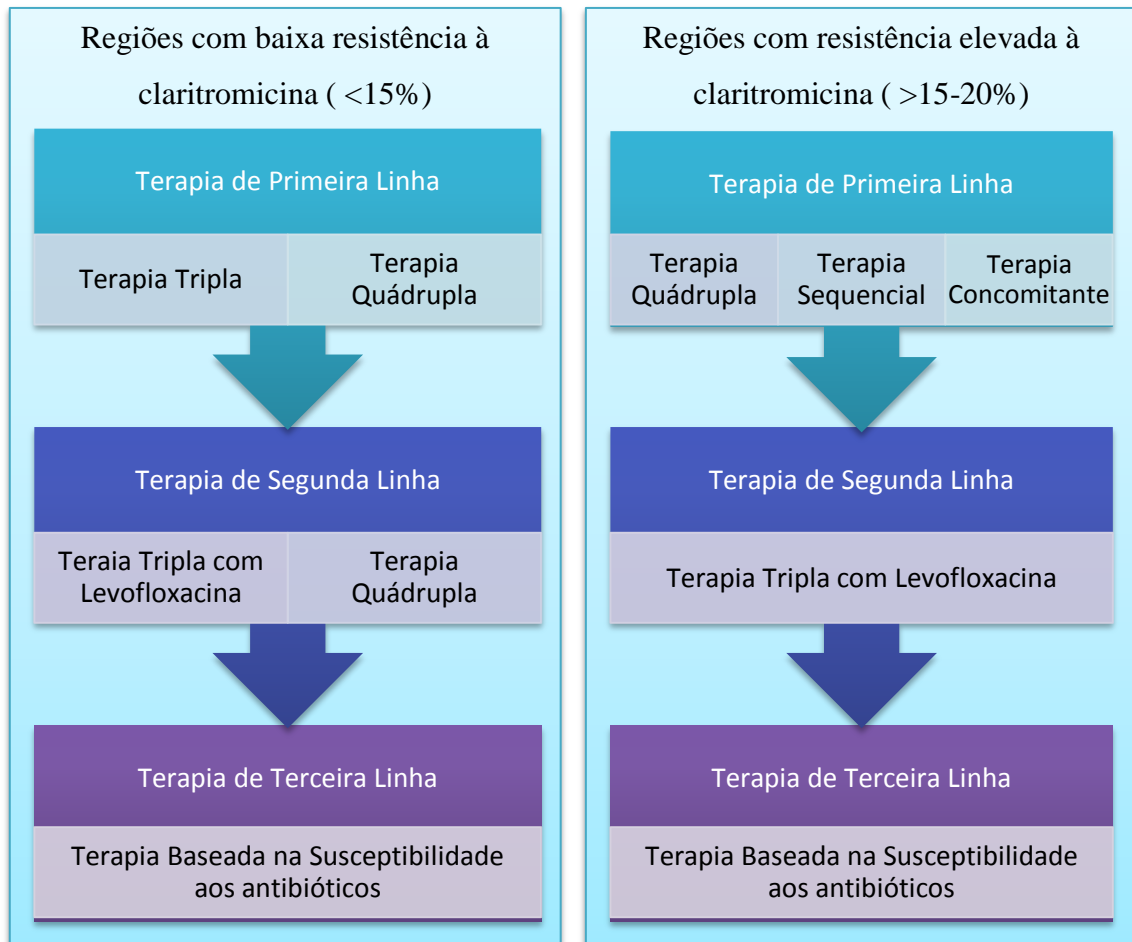 Regiões com baixa resistência à
claritromicina ( <15%)
Terapia de Primeira Linha
Terapia Tripla
Terapia
Quádrupla
Terapia de Segunda Linha
Teraia Tripla com
Levofloxacina
Terapia
Quádrupla
Terapia de Terceira Linha
Terapia Baseada na Susceptibilidade
aos antibióticos
Regiões com resistência elevada à
claritromicina ( >15-20%)
Terapia de Primeira Linha
Terapia
Quádrupla
Terapia
Sequencial
Terapia
Concomitante
Terapia de Segunda Linha
Terapia Tripla com Levofloxacina
Terapia de Terceira Linha
Terapia Baseada na Susceptibilidade
aos antibióticos